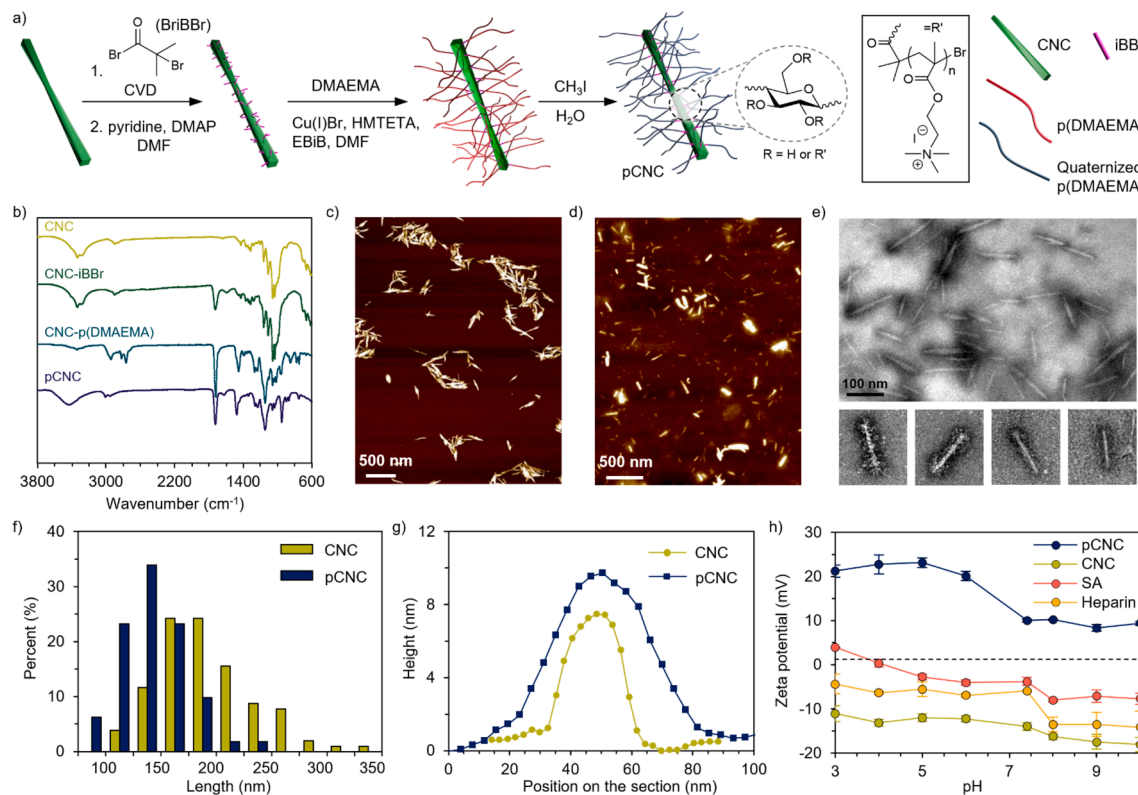 a)
O
(BriBBr)
Br
Br
1.
CVD
2. pyridine, DMAP
DMF
DMAEMA
Cu(I)Br, HMTETA,
EBiB, DMF
CH₃I
H₂O
pCNC
OR
O
RO
O
OR
R = H or R'
O
=R'
Br
n
O
O
I⊖
N
⊕
CNC
iBB
p(DMAEMA
Quaternized
p(DMAEMA
b)
CNC
CNC-iBBr
CNC-p(DMAEMA)
pCNC
3800 3000 2200 1400 600
Wavenumber (cm⁻¹)
c)
500 nm
d)
500 nm
e)
100 nm
f)
40
30
20
10
0
Percent (%)
CNC
pCNC
100 150 200 250 300 350
Length (nm)
g)
12
8
4
0
Height (nm)
CNC
pCNC
0 20 40 60 80 100
Position on the section (nm)
h)
30
20
10
0
-10
-20
Zeta potential (mV)
pCNC
CNC
SA
Heparin
3 5 7 9
pH